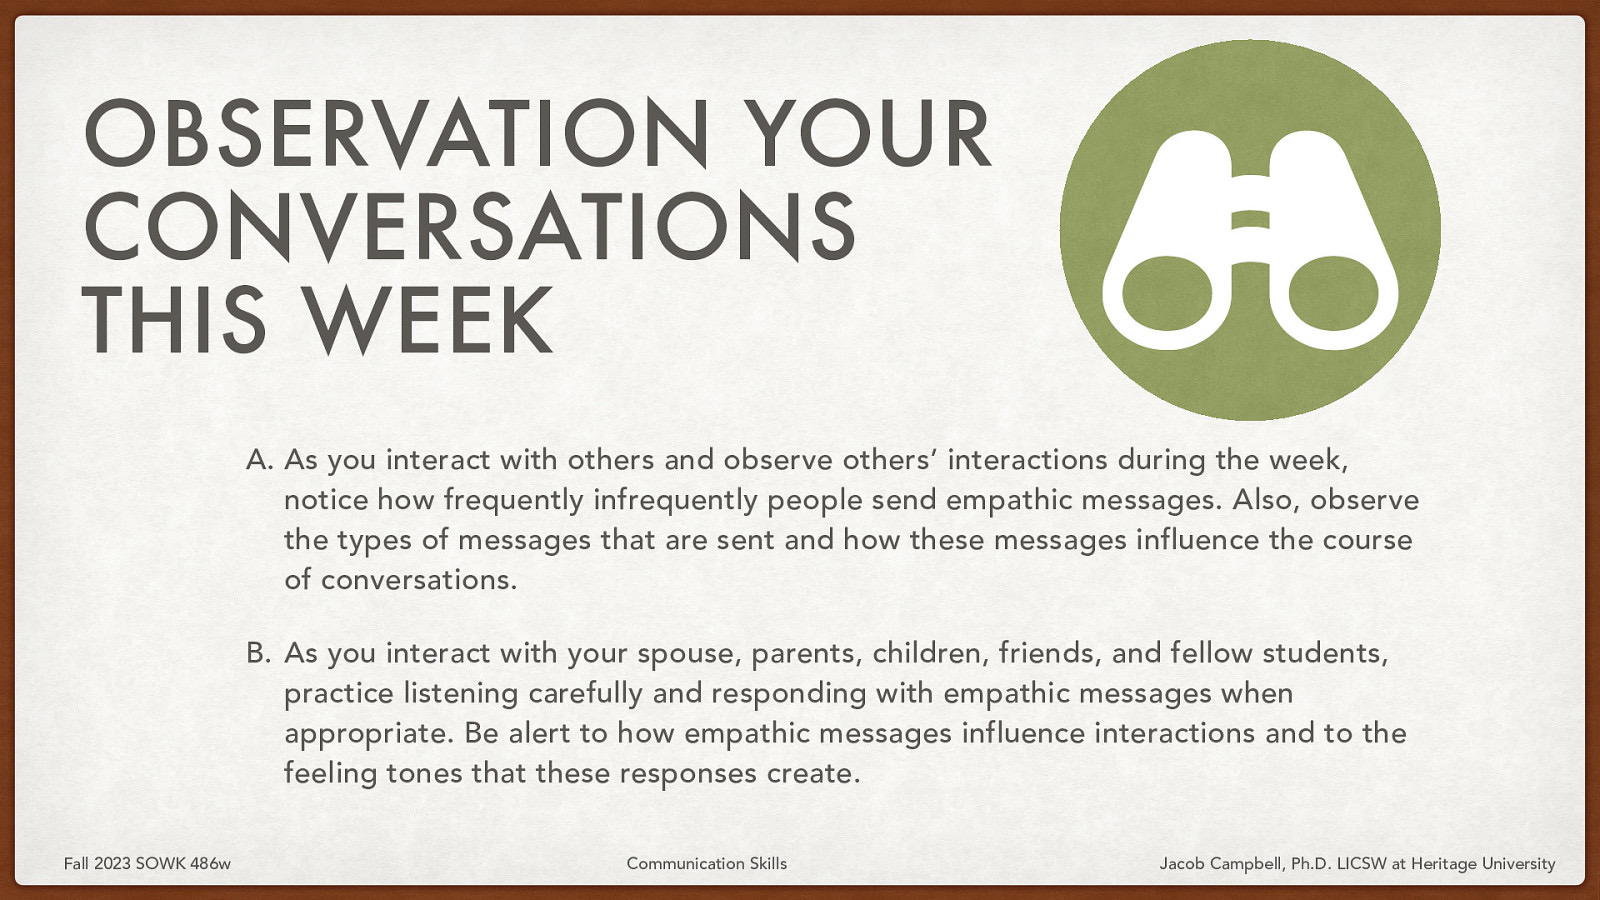 OBSERVATION YOUR
CONVERSATIONS
THIS WEEK
A. As you interact with others and observe others’ interactions during the week,
notice how frequently infrequently people send empathic messages. Also, observe
the types of messages that are sent and how these messages influence the course
of conversations.
B. As you interact with your spouse, parents, children, friends, and fellow students,
practice listening carefully and responding with empathic messages when
appropriate. Be alert to how empathic messages influence interactions and to the
feeling tones that these responses create.
Fall 2023 SOWK 486w
Communication Skills
Jacob Campbell, Ph.D. LICSW at Heritage University